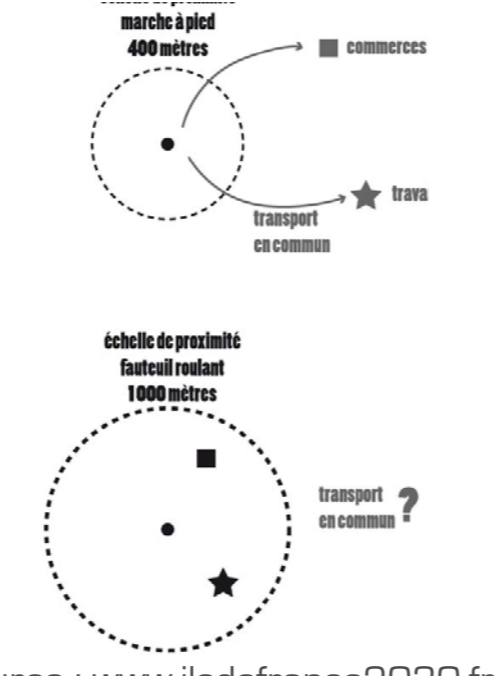 marche à pied
400 mètres
commerces
trava
transport
en commun
échelle de proximité
fauteuil roulant
1000 mètres
transport
en commun ?